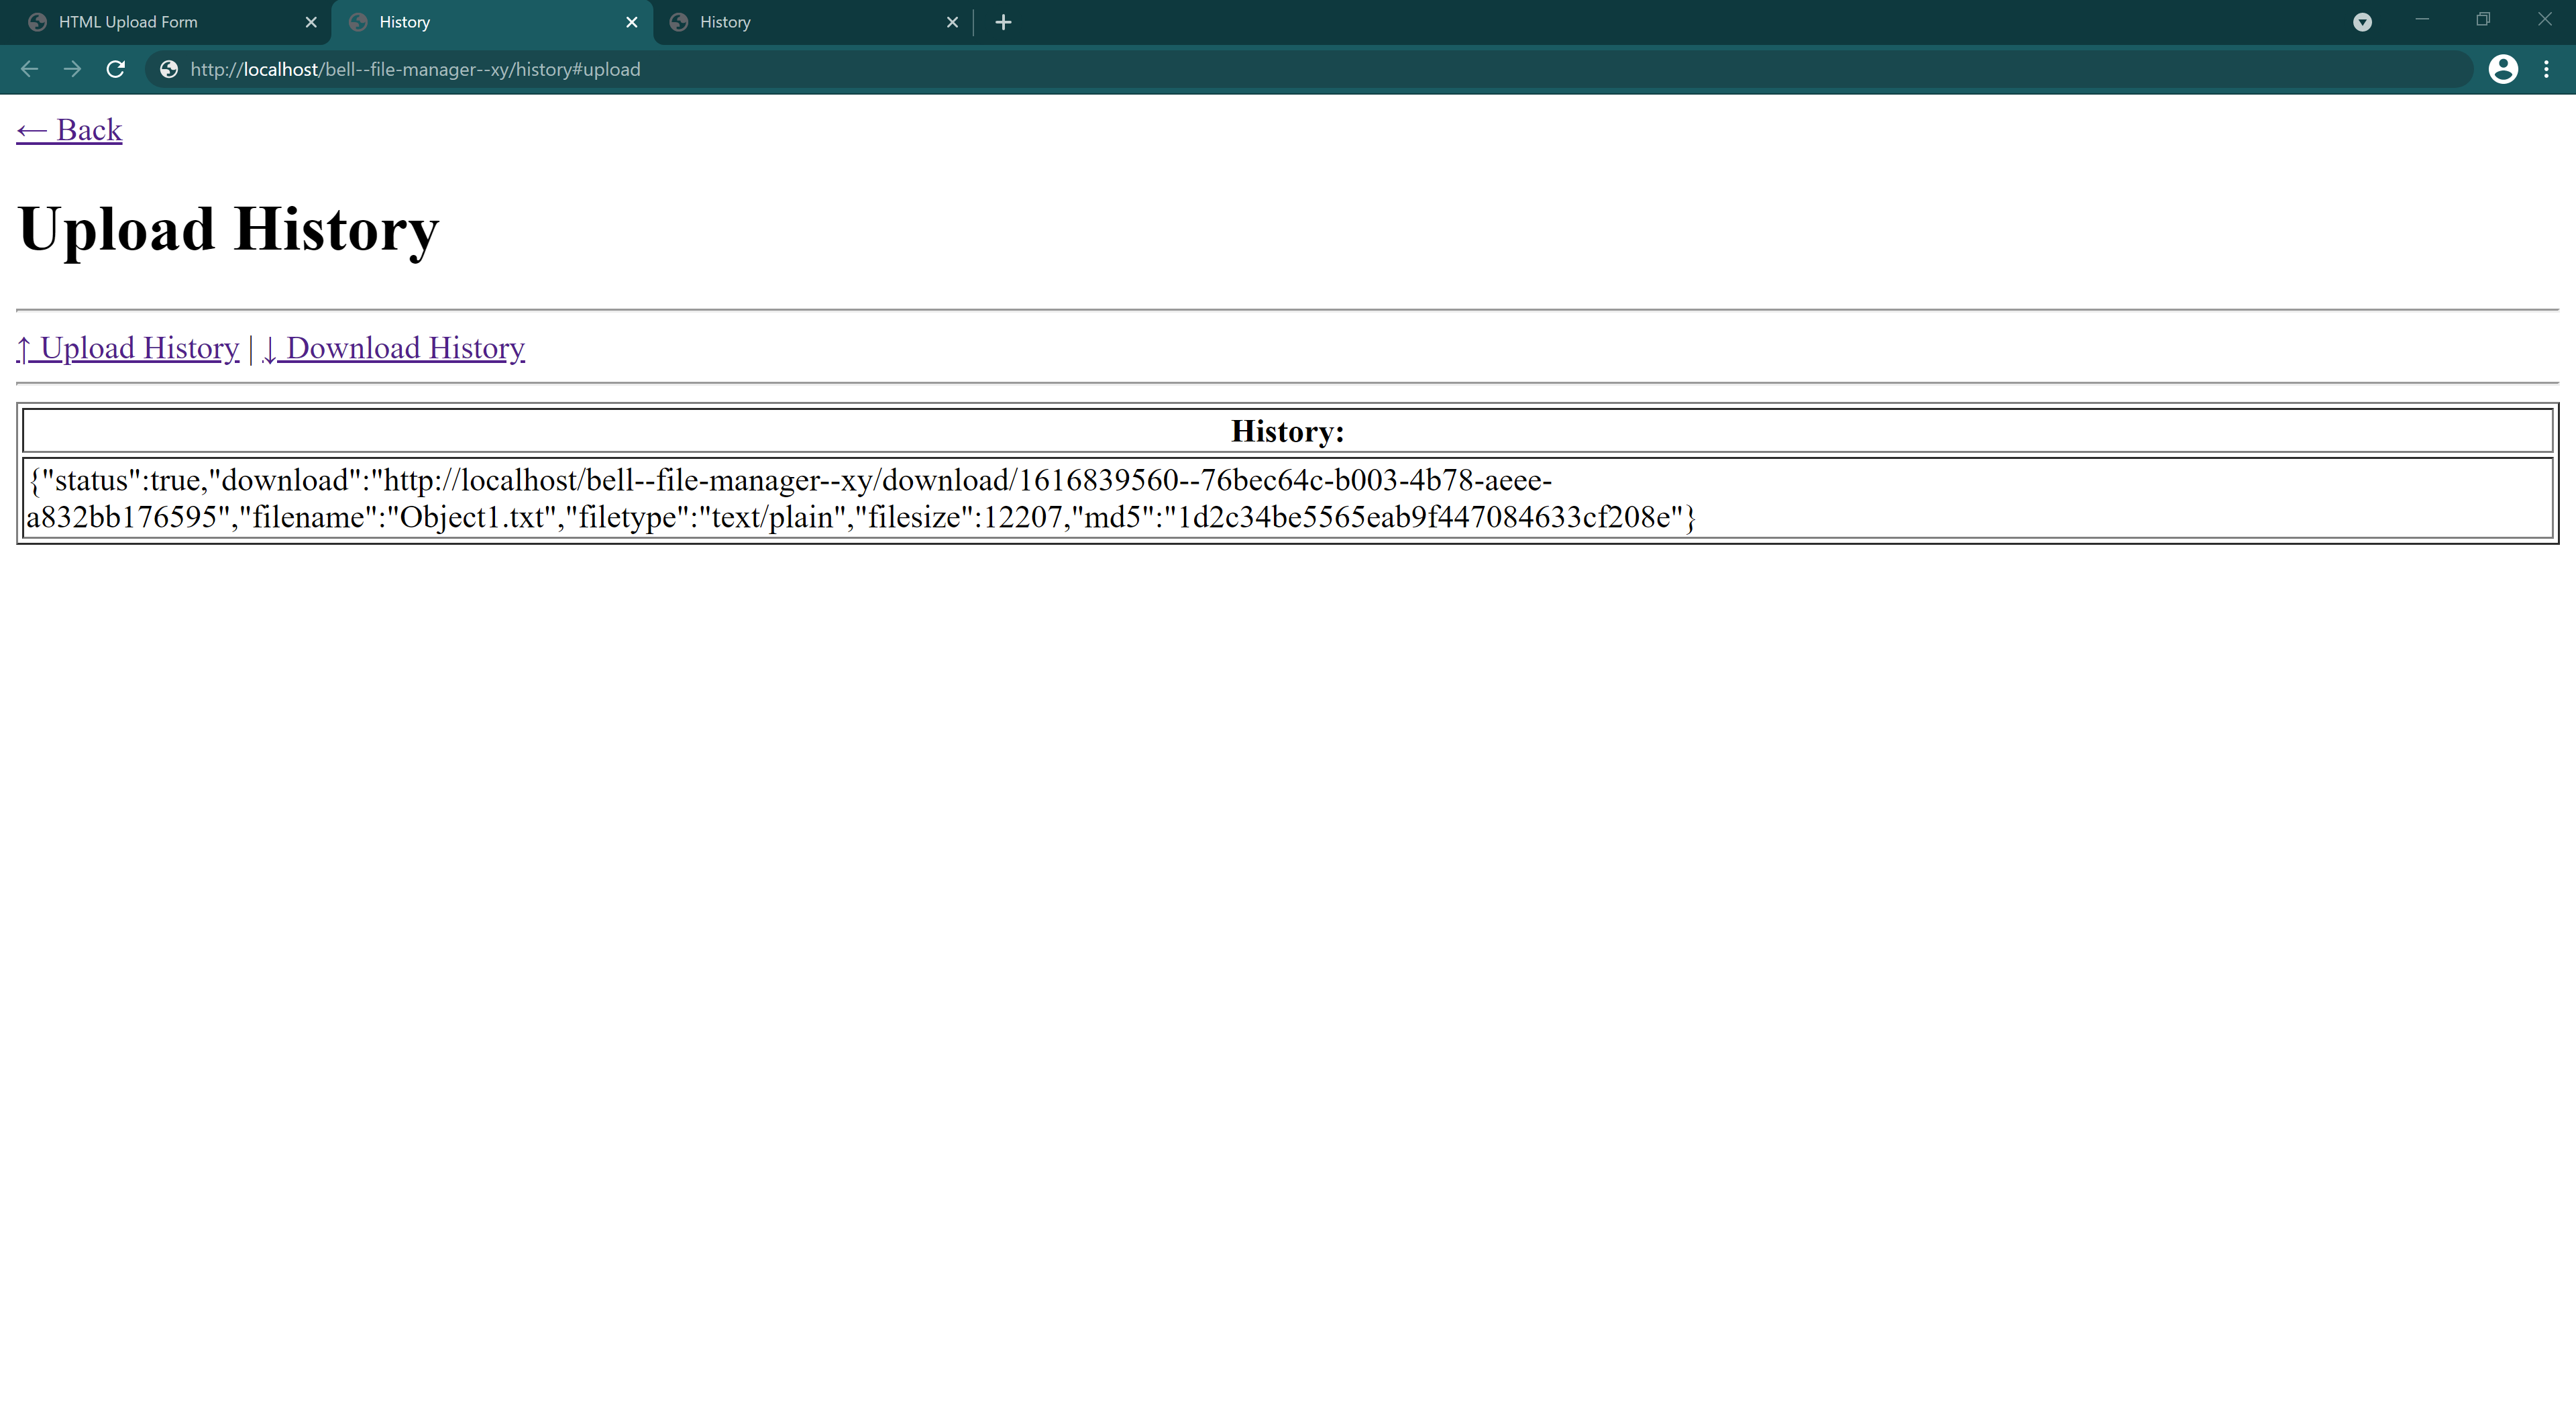 HTML Upload Form
History
History
http://localhost/bell--file-manager--xy/history#upload
← Back
Upload History
↑ Upload History | ↓ Download History
History:
{"status":true,"download":"http://localhost/bell--file-manager--xy/download/1616839560--76bec64c-b003-4b78-aeee-
a832bb176595","filename":"Object1.txt","filetype":"text/plain","filesize":12207,"md5":"1d2c34be5565eab9f447084633cf208e"}